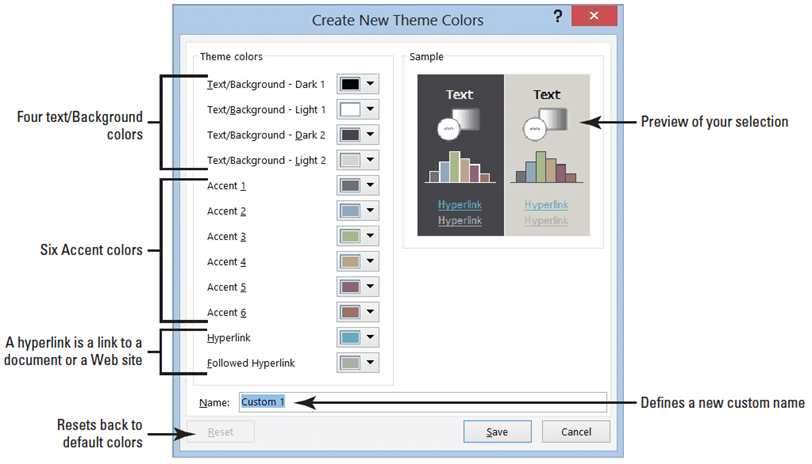 Create New Theme Colors
?
Theme colors
Text/Background - Dark 1
Text/Background - Light 1
Text/Background - Dark 2
Text/Background - Light 2
Accent 1
Accent 2
Accent 3
Accent 4
Accent 5
Accent 6
Hyperlink
Followed Hyperlink
Sample
Text
Text
Hyperlink
Hyperlink
Hyperlink
Hyperlink
Name: Custom 1
Reset
Save
Cancel
Four text/Background
colors
Six Accent colors
A hyperlink is a link to a
document or a Web site
Resets back to
default colors
Preview of your selection
Defines a new custom name